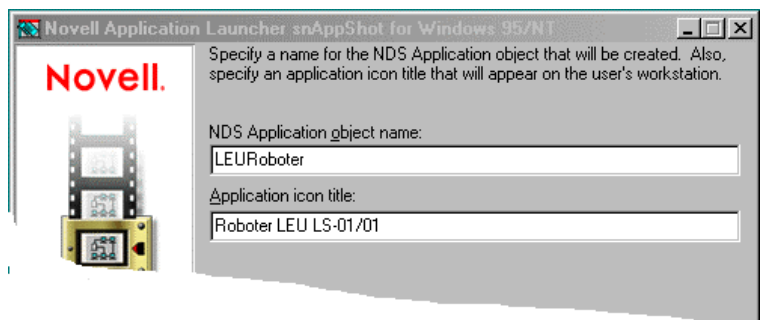 Novell Application Launcher snAppShot for Windows 95/NT
Novell.
Specify a name for the NDS Application object that will be created. Also,
specify an application icon title that will appear on the user's workstation.
NDS Application object name:
LEURoboter
Application icon title:
Roboter LEU LS-01/01